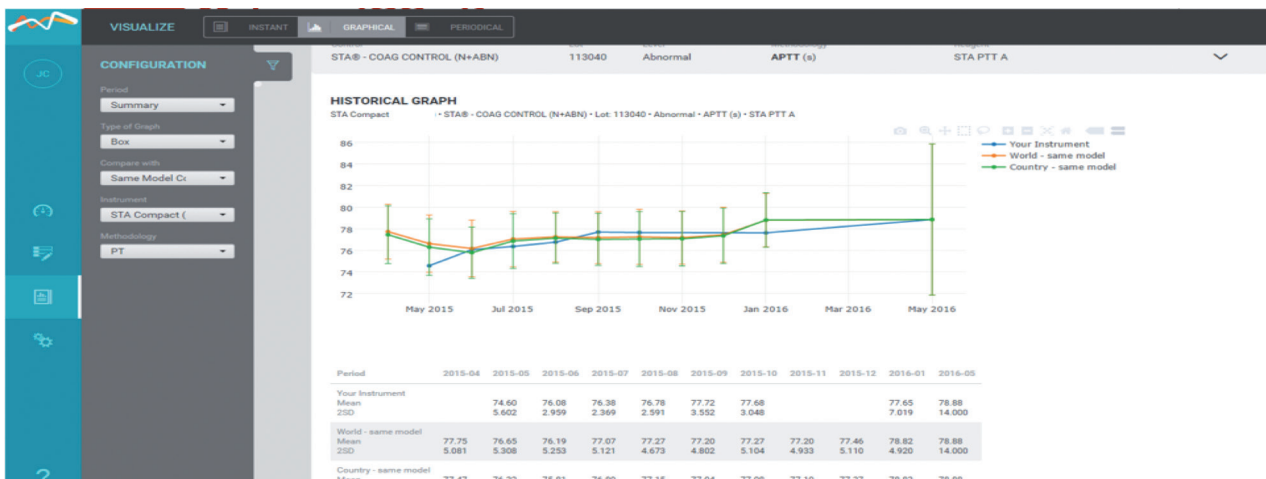 VISUALIZE INSTANT GRAPHICAL PERIODICAL
JC
CONFIGURATION
Period
Summary
Type of Graph
Box
Compare with
Same Model Co
Instrument
STA Compact (
Methodology
PT
STA® - COAG CONTROL (N+ABN) 113040 Abnormal APTT (s) STA PTT A
HISTORICAL GRAPH
STA Compact • STA® - COAG CONTROL (N+ABN) • Lot: 113040 • Abnormal • APTT (s) • STA PTT A
Your Instrument
World - same model
Country - same model
86
84
82
80
78
76
74
72
May 2015 Jul 2015 Sep 2015 Nov 2015 Jan 2016 Mar 2016 May 2016
Period 2015-04 2015-05 2015-06 2015-07 2015-08 2015-09 2015-10 2015-11 2015-12 2016-01 2016-05
Your Instrument
Mean 74.60 76.08 76.38 76.78 77.72 77.68 77.65 78.88
2SD 5.602 2.959 2.369 2.591 3.552 3.048 7.019 14.000
World - same model
Mean 77.75 76.65 76.19 77.07 77.27 77.20 77.27 77.20 77.46 78.82 78.88
2SD 5.081 5.308 5.253 5.121 4.673 4.802 5.104 4.933 5.110 4.920 14.000
Country - same model
?